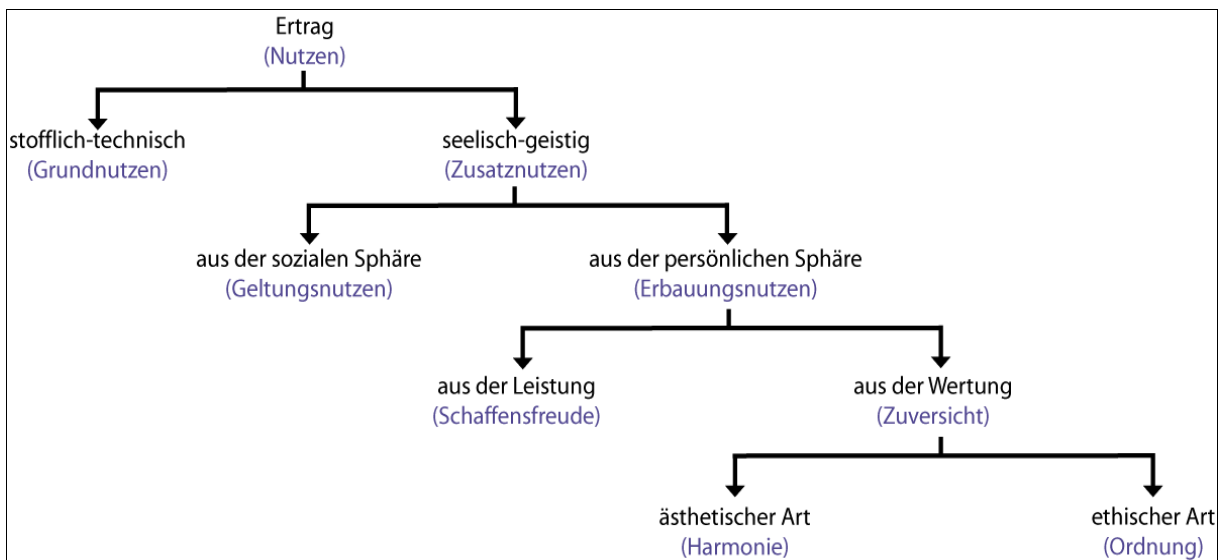 Ertrag
(Nutzen)
stofflich-technisch
(Grundnutzen)
seelisch-geistig
(Zusatznutzen)
aus der sozialen Sphäre
(Geltungsnutzen)
aus der persönlichen Sphäre
(Erbauungsnutzen)
aus der Leistung
(Schaffensfreude)
aus der Wertung
(Zuversicht)
ästhetischer Art
(Harmonie)
ethischer Art
(Ordnung)